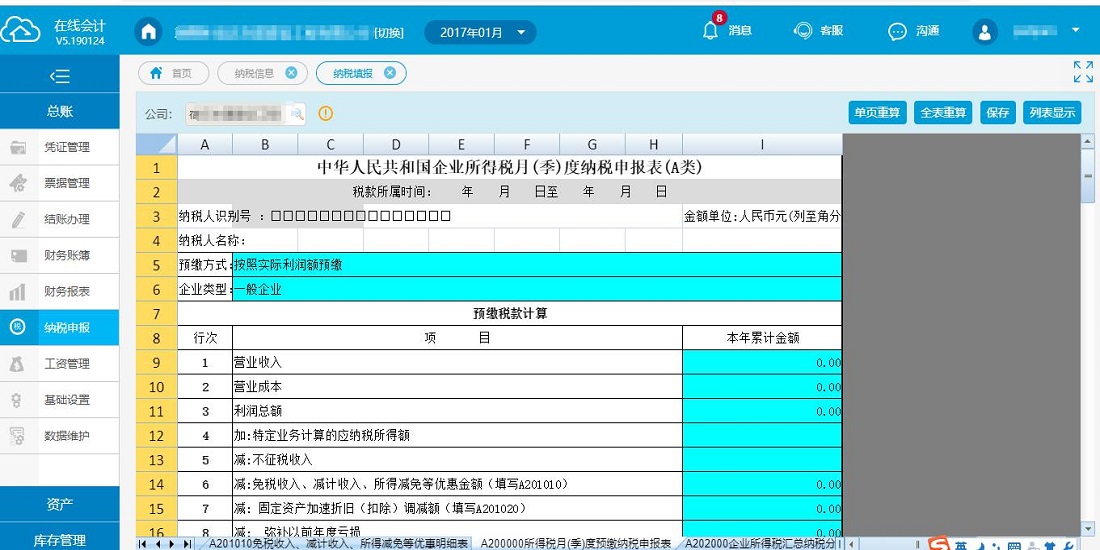 在线会计
V5.190124
[切换]
2017年01月
8
消息
客服
沟通
首页
纳税信息
纳税填报
总账
凭证管理
票据管理
结账办理
财务账簿
财务报表
税
纳税申报
工资管理
基础设置
数据维护
资产
库存管理
公司:
单页重算
全表重算
保存
列表显示
A B C D E F G H I
1 中华人民共和国企业所得税月(季)度纳税申报表(A类)
2 税款所属时间: 年 月 日至 年 月 日
3 纳税人识别号 :□□□□□□□□□□□□□□□ 金额单位:人民币元(列至角分
4 纳税人名称:
5 预缴方式: 按照实际利润额预缴
6 企业类型: 一般企业
7 预缴税款计算
8 行次 项 目 本年累计金额
9 1 营业收入 0.00
10 2 营业成本 0.00
11 3 利润总额 0.00
12 4 加:特定业务计算的应纳税所得额
13 5 减:不征税收入
14 6 减:免税收入、减计收入、所得减免等优惠金额（填写A201010） 0.00
15 7 减: 固定资产加速折旧（扣除）调减额（填写A201020） 0.00
16 8 减: 弥补以前年度亏损 0.00
A201010免税收入、减计收入、所得减免等优惠明细表 A200000所得税月(季)度预缴纳税申报表 A202000企业所得税汇总纳税分
英